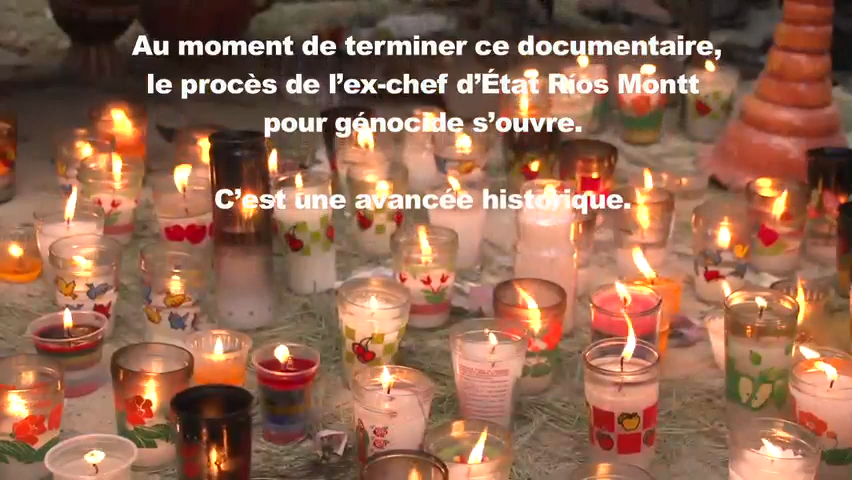 Au moment de terminer ce documentaire,
le procès de l’ex-chef d’État Ríos Montt
pour génocide s’ouvre.
C’est une avancée historique.